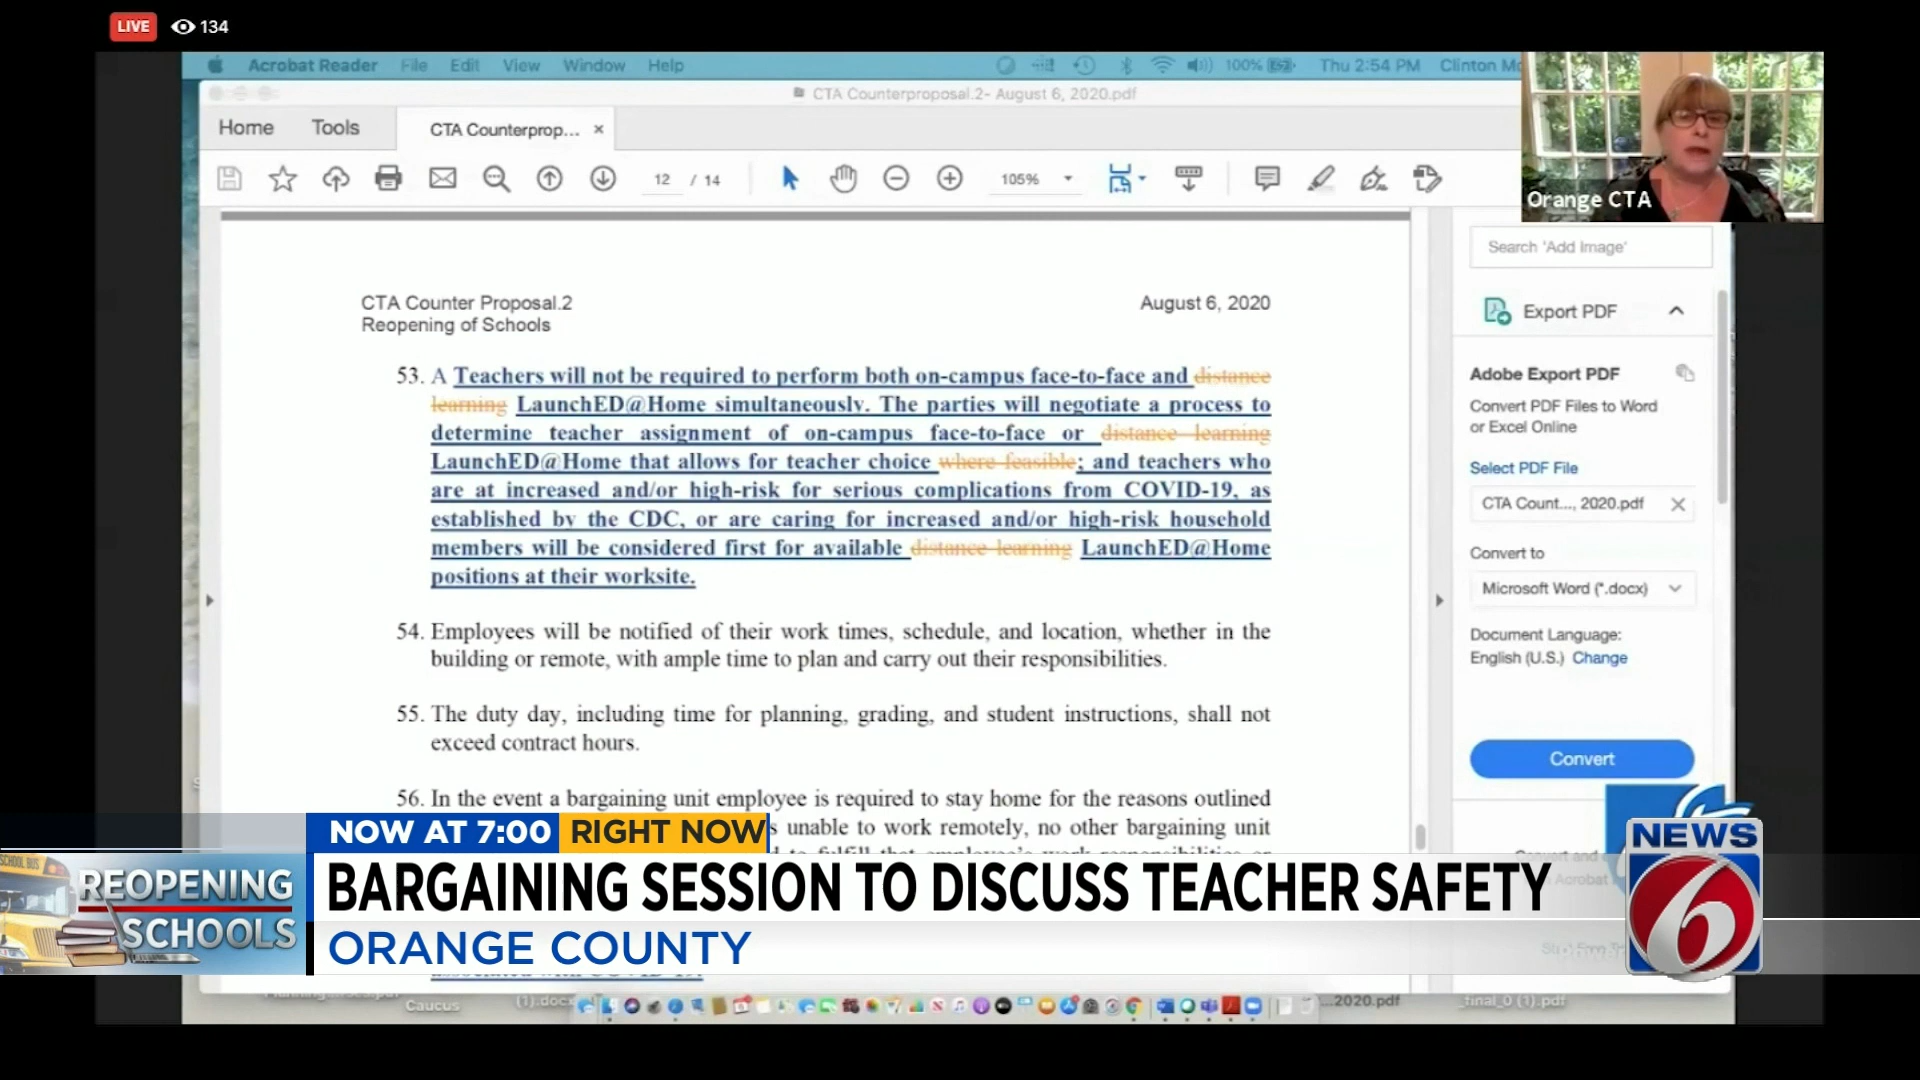 LIVE 134
Acrobat Reader File Edit View Window Help 100% Thu 2:54 PM Clinton
CTA Counterproposal.2- August 6, 2020.pdf
Home Tools CTA Counterprop... ×
12 / 14 105%
Orange CTA
Search 'Add Image'
Export PDF
Adobe Export PDF
Convert PDF Files to Word
or Excel Online
Select PDF File
CTA Count..., 2020.pdf
Convert to
Microsoft Word (*.docx)
Document Language:
English (U.S.) Change
Convert
CTA Counter Proposal.2 August 6, 2020
Reopening of Schools
53. A Teachers will not be required to perform both on-campus face-to-face and distance
learning LaunchED@Home simultaneously. The parties will negotiate a process to
determine teacher assignment of on-campus face-to-face or distance learning
LaunchED@Home that allows for teacher choice where feasible; and teachers who
are at increased and/or high-risk for serious complications from COVID-19, as
established by the CDC, or are caring for increased and/or high-risk household
members will be considered first for available distance learning LaunchED@Home
positions at their worksite.
54. Employees will be notified of their work times, schedule, and location, whether in the
building or remote, with ample time to plan and carry out their responsibilities.
55. The duty day, including time for planning, grading, and student instructions, shall not
exceed contract hours.
56. In the event a bargaining unit employee is required to stay home for the reasons outlined
s unable to work remotely, no other bargaining unit
NOW AT 7:00 RIGHT NOW
SCHOOL BUS
REOPENING
SCHOOLS
BARGAINING SESSION TO DISCUSS TEACHER SAFETY
ORANGE COUNTY
NEWS
6
Caucus (1).docx ...2020.pdf _final_0 (1).pdf